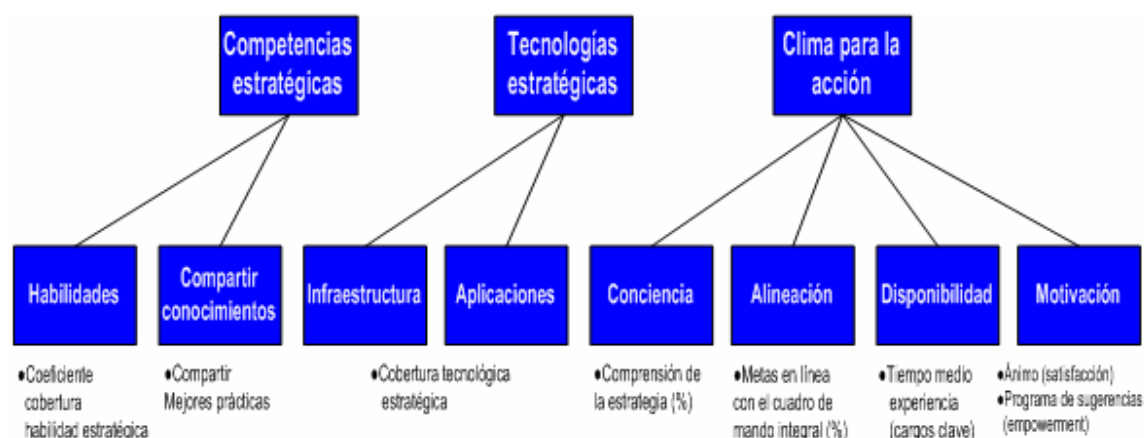 Competencias
estratégicas
Tecnologías
estratégicas
Clima para la
acción
Habilidades
Compartir
conocimientos
Infraestructura
Aplicaciones
Conciencia
Alineación
Disponibilidad
Motivación
●Coeficiente
cobertura
habilidad estratégica
●Compartir
Mejores prácticas
●Cobertura tecnológica
estratégica
●Comprensión de
la estrategia (%)
●Metas en línea
con el cuadro de
mando integral (%)
●Tiempo medio
experiencia
(cargos clave)
●Ánimo (satisfacción)
●Programa de sugerencias
(empowerment)